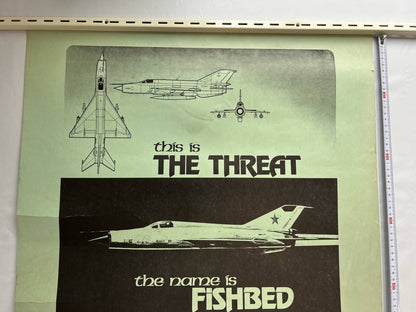 this is
THE THREAT
the name is
FISHBED